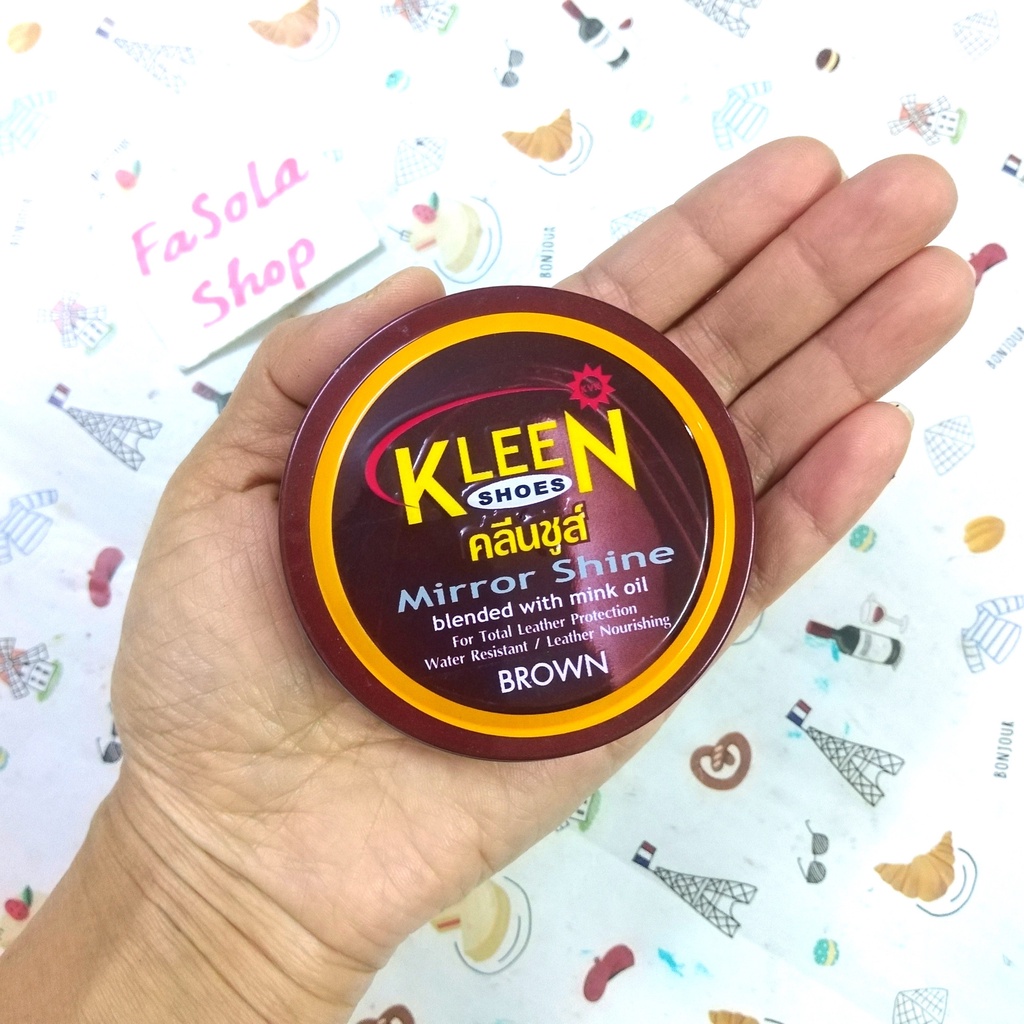 FaSoLa
Shop
KLEEN
SHOES
คลีนชูส์
Mirror Shine
blended with mink oil
For Total Leather Protection
Water Resistant / Leather Nourishing
BROWN
BONJOUR
BONJOUR
BONJOUR